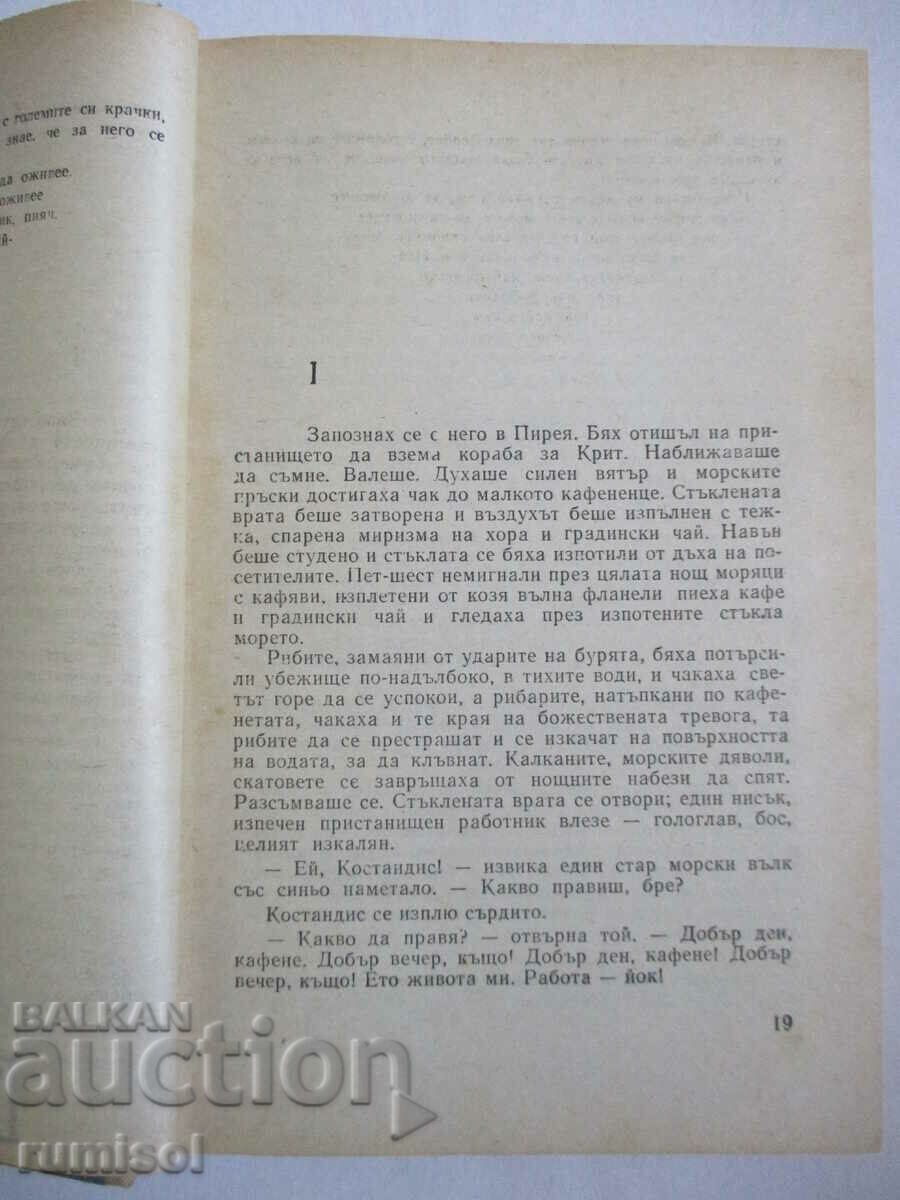 с големите си крачки,
знае, че за него се
да оживее.
оживее
ик, пияч.
ий-
I
Запознах се с него в Пирея. Бях отишъл на при-
станището да взема кораба за Крит. Наближаваше
да съмне. Валеше. Духаше силен вятър и морските
пръски достигаха чак до малкото кафененце. Стъклената
врата беше затворена и въздухът беше изпълнен с теж-
ка, спарена миризма на хора и градински чай. Навън
беше студено и стъклата се бяха изпотили от дъха на по-
сетителите. Пет-шест немигнали през цялата нощ моряци
с кафяви, изплетени от козя вълна фланели пиеха кафе
и градински чай и гледаха през изпотените стъкла
морето.
Рибите, замаяни от ударите на бурята, бяха потърси-
ли убежище по-надълбоко, в тихите води, и чакаха све-
тът горе да се успокои, а рибарите, натъпкани по кафе-
нетата, чакаха и те края на божествената тревога, та
рибите да се престрашат и се изкачат на повърхността
на водата, за да клъвнат. Калканите, морските дяволи,
скатовете се завръщаха от нощните набези да спят.
Разсъмваше се. Стъклената врата се отвори; един нисък,
изпечен пристанищен работник влезе — гологлав, бос,
целият изкалян.
— Ей, Костандис! — извика един стар морски вълк
със синьо наметало. — Какво правиш, бре?
Костандис се изплю сърдито.
— Какво да правя? — отвърна той. — Добър ден,
кафене. Добър вечер, къщо! Добър ден, кафене! Добър
вечер, къщо! Ето живота ми. Работа — йок!
19
BALKAN
auction
rumisol